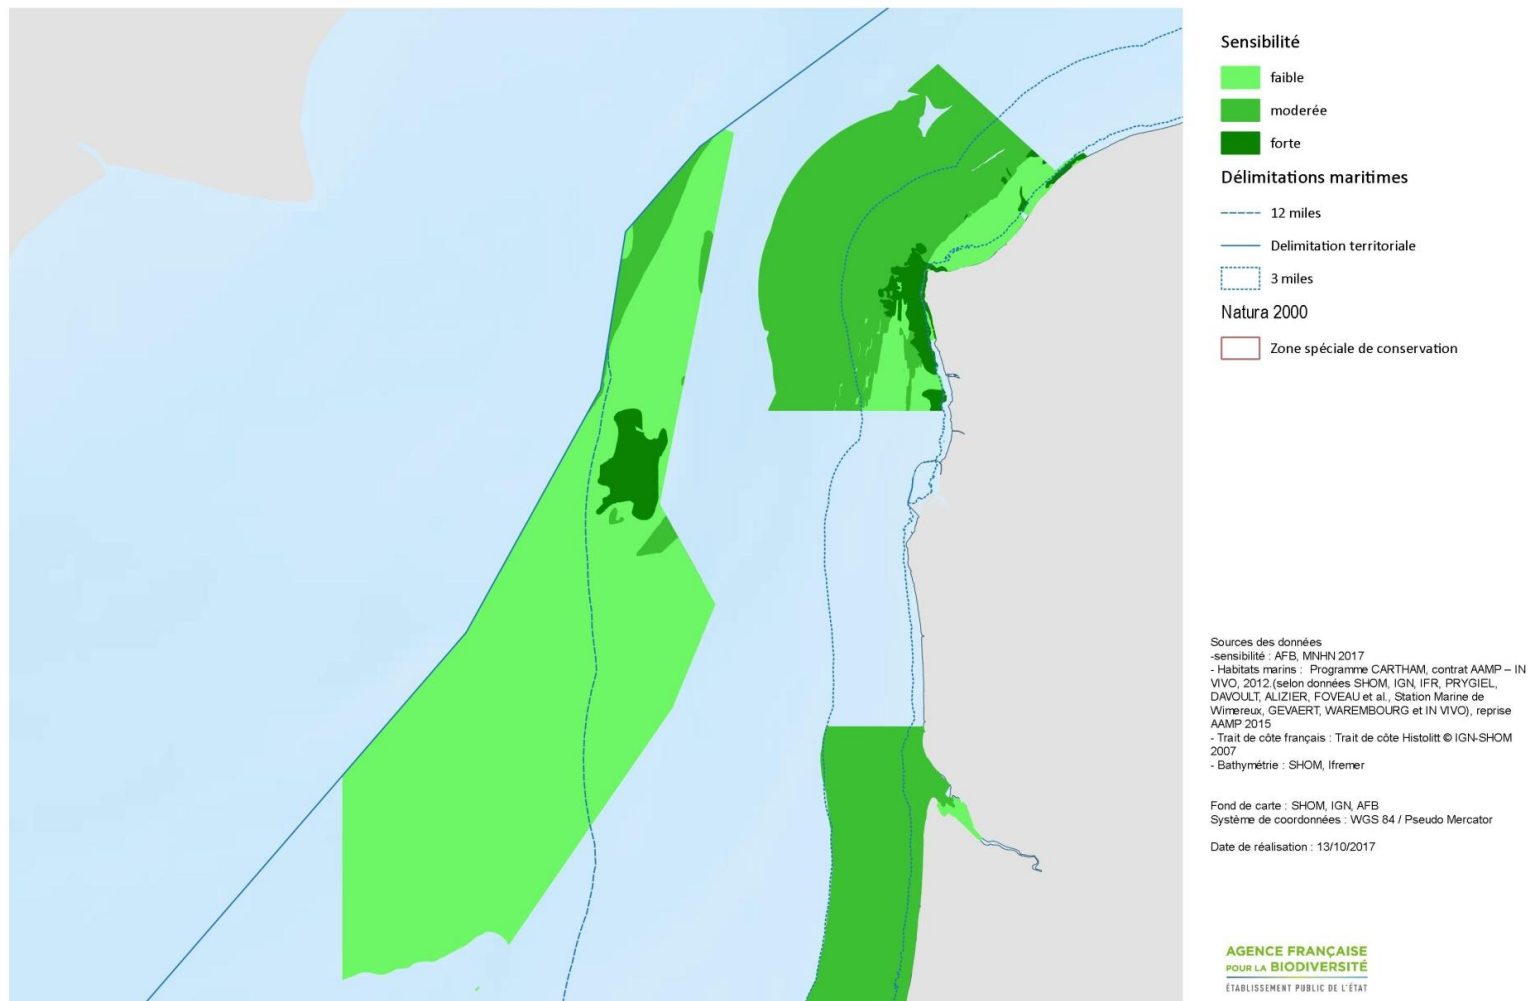 Sensibilité
faible
moderée
forte
Délimitations maritimes
12 miles
Delimitation territoriale
3 miles
Natura 2000
Zone spéciale de conservation
Sources des données
-sensibilité : AFB, MNHN 2017
- Habitats marins : Programme CARTHAM, contrat AAMP – IN
VIVO, 2012.(selon données SHOM, IGN, IFR, PRYGIEL,
DAVOULT, ALIZIER, FOVEAU et al., Station Marine de
Wimereux, GEVAERT, WAREMBOURG et IN VIVO), reprise
AAMP 2015
- Trait de côte français : Trait de côte Histolitt © IGN-SHOM
2007
- Bathymétrie : SHOM, Ifremer
Fond de carte : SHOM, IGN, AFB
Système de coordonnées : WGS 84 / Pseudo Mercator
Date de réalisation : 13/10/2017
AGENCE FRANÇAISE
POUR LA BIODIVERSITÉ
ÉTABLISSEMENT PUBLIC DE L'ÉTAT